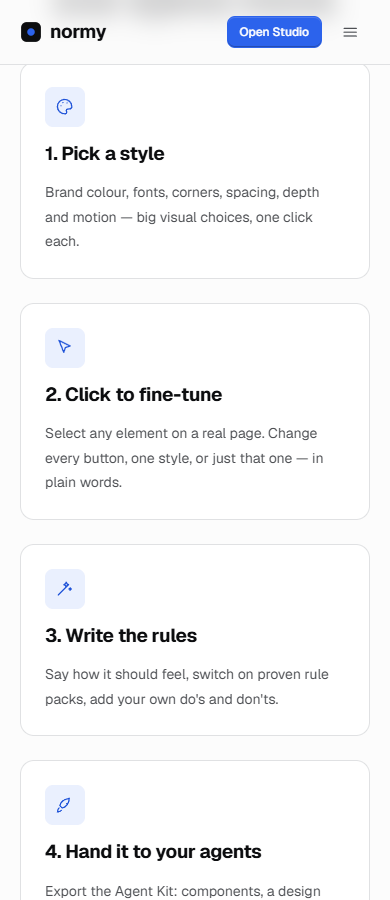 normy
Open Studio
1. Pick a style
Brand colour, fonts, corners, spacing, depth
and motion — big visual choices, one click
each.
2. Click to fine-tune
Select any element on a real page. Change
every button, one style, or just that one — in
plain words.
3. Write the rules
Say how it should feel, switch on proven rule
packs, add your own do's and don'ts.
4. Hand it to your agents
Export the Agent Kit: components, a design